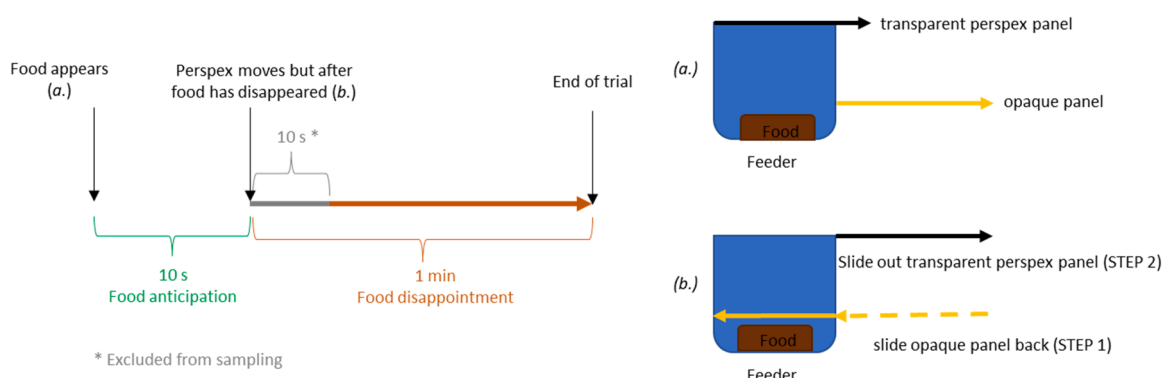 Food appears
(a.)
Perspex moves but after
food has disappeared (b.)
End of trial
10 s *
10 s
Food anticipation
1 min
Food disappointment
* Excluded from sampling
(a.)
transparent perspex panel
opaque panel
Food
Feeder
(b.)
Slide out transparent perspex panel (STEP 2)
Food
slide opaque panel back (STEP 1)
Feeder